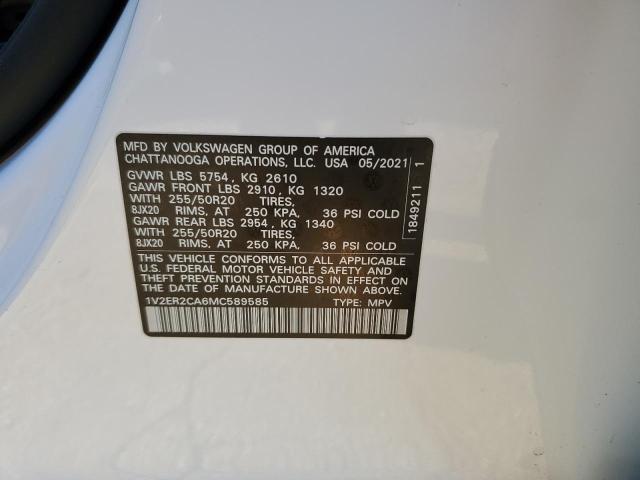 MFD BY VOLKSWAGEN GROUP OF AMERICA
CHATTANOOGA OPERATIONS, LLC. USA 05/2021
GVWR LBS 5754 , KG 2610
GAWR FRONT LBS 2910 , KG 1320
WITH 255/50R20 TIRES,
8JX20 RIMS, AT 250 KPA, 36 PSI COLD
GAWR REAR LBS 2954 , KG 1340
WITH 255/50R20 TIRES,
8JX20 RIMS, AT 250 KPA, 36 PSI COLD
THIS VEHICLE CONFORMS TO ALL APPLICABLE
U.S. FEDERAL MOTOR VEHICLE SAFETY AND
THEFT PREVENTION STANDARDS IN EFFECT ON
THE DATE OF MANUFACTURE SHOWN ABOVE.
1V2ER2CA6MC589585 TYPE: MPV
1849211 1